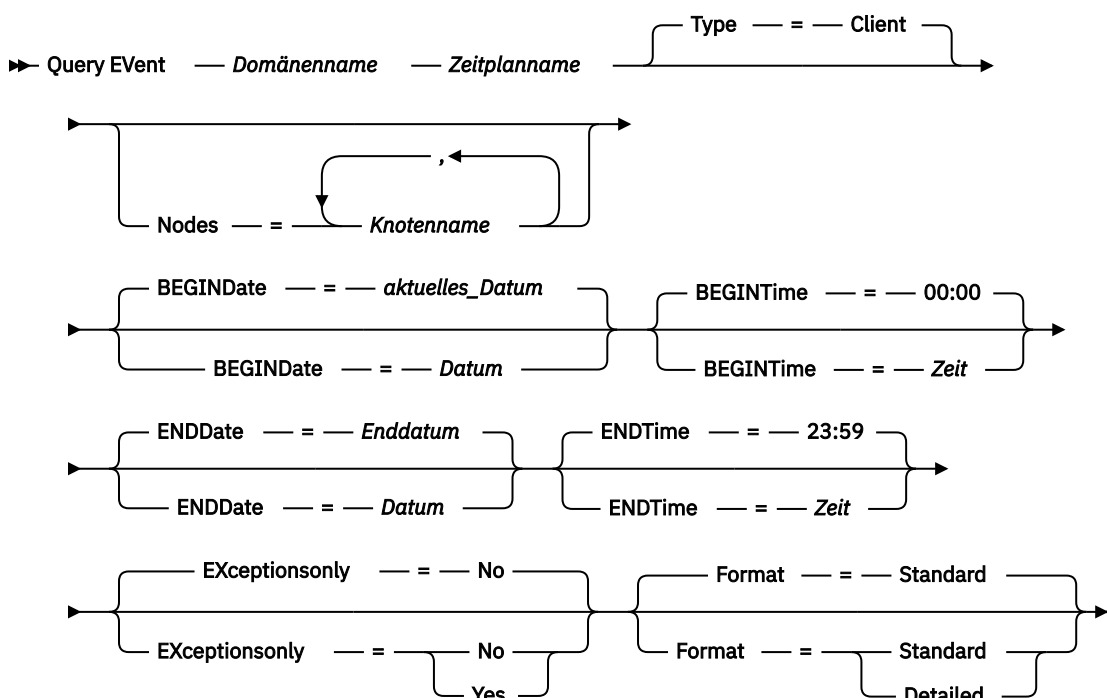 Type = Client
Query EVent Domänenname Zeitplanname
,
Nodes = Knotenname
BEGINDate = aktuelles_Datum BEGINTime = 00:00
BEGINDate = Datum BEGINTime = Zeit
ENDDate = Enddatum ENDTime = 23:59
ENDDate = Datum ENDTime = Zeit
EXceptionsonly = No Format = Standard
EXceptionsonly = No Format = Standard
Yes Detailed